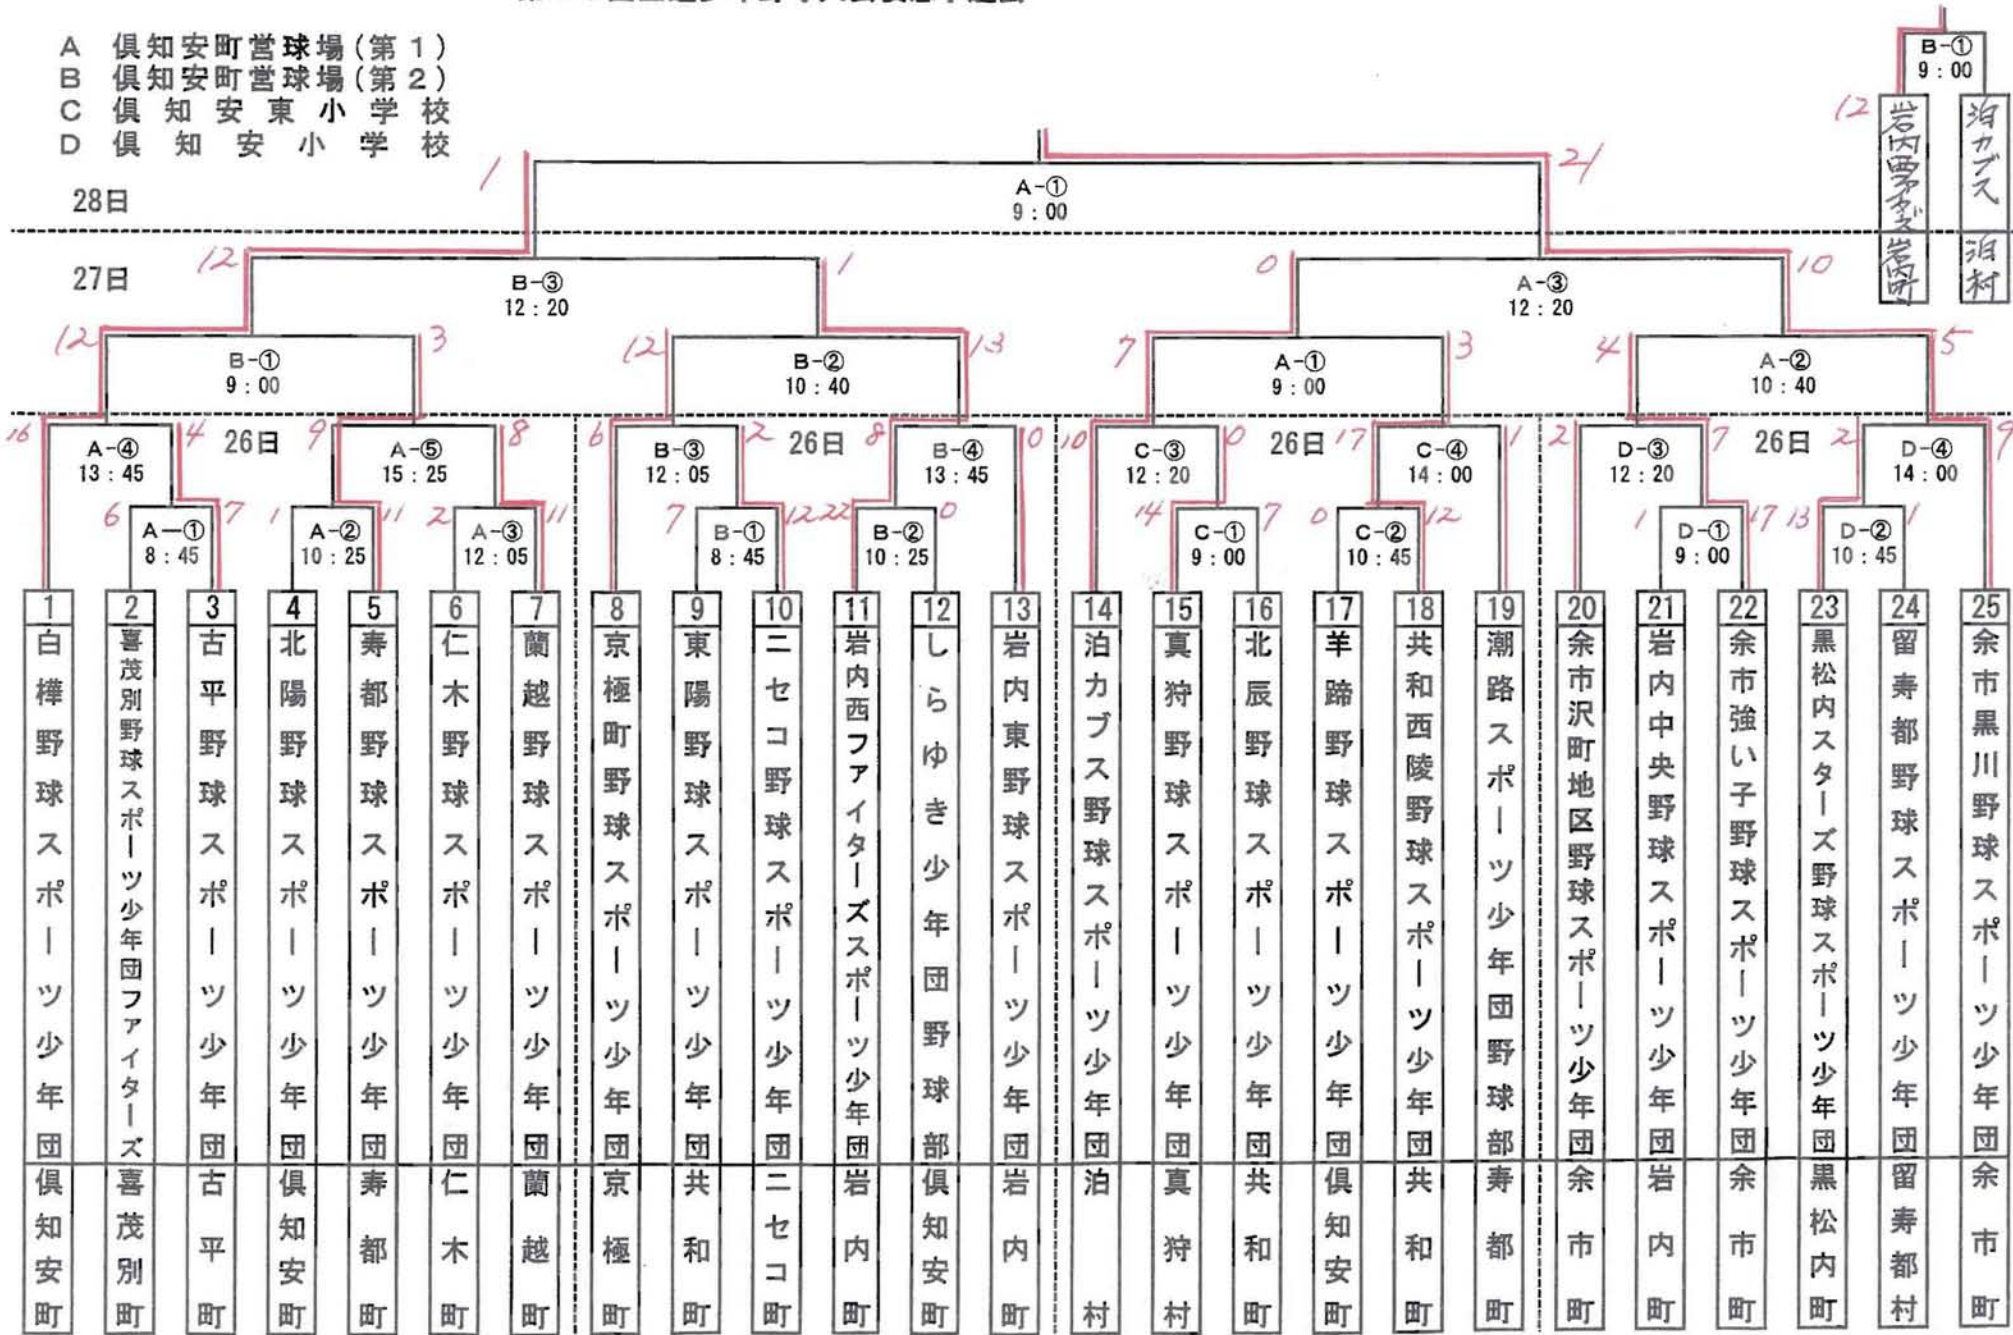 A 倶知安町営球場(第1)
B 倶知安町営球場(第2)
C 倶知安東小学校
D 倶知安小学校
B-①
9:00
12
岩内西
泊カブス
岩内町
泊村
28日
1
A-①
9:00
21
27日
12
B-③
12:20
1
0
A-③
12:20
10
12
B-①
9:00
3
12
B-②
10:40
13
7
A-①
9:00
3
4
A-②
10:40
5
16
A-④
13:45
4
26日
9
A-⑤
15:25
8
6
B-③
12:05
2
26日
8
B-④
13:45
0
10
C-③
12:20
0
26日
17
C-④
14:00
1
2
D-③
12:20
7
26日
2
D-④
14:00
9
6
A-①
8:45
7
1
A-②
10:25
11
2
A-③
12:05
11
7
B-①
8:45
12
22
B-②
10:25
0
14
C-①
9:00
7
0
C-②
10:45
12
1
D-①
9:00
17
13
D-②
10:45
1
1 白樺野球スポーツ少年団 倶知安町
2 喜茂別野球スポーツ少年団ファイターズ 喜茂別町
3 古平野球スポーツ少年団 古平町
4 北陽野球スポーツ少年団 倶知安町
5 寿都野球スポーツ少年団 寿都町
6 仁木野球スポーツ少年団 仁木町
7 蘭越野球スポーツ少年団 蘭越町
8 京極町野球スポーツ少年団 京極町
9 東陽野球スポーツ少年団 共和町
10 ニセコ野球スポーツ少年団 ニセコ町
11 岩内西ファイターズスポーツ少年団 岩内町
12 しらゆき少年団野球部 倶知安町
13 岩内東野球スポーツ少年団 岩内町
14 泊カブス野球スポーツ少年団 泊村
15 真狩野球スポーツ少年団 真狩村
16 北辰野球スポーツ少年団 共和町
17 羊蹄野球スポーツ少年団 倶知安町
18 共和西陵野球スポーツ少年団 共和町
19 潮路スポーツ少年団野球部 寿都町
20 余市沢町地区野球スポーツ少年団 余市町
21 岩内中央野球スポーツ少年団 岩内町
22 余市強い子野球スポーツ少年団 余市町
23 黒松内スターズ野球スポーツ少年団 黒松内町
24 留寿都野球スポーツ少年団 留寿都村
25 余市黒川野球スポーツ少年団 余市町